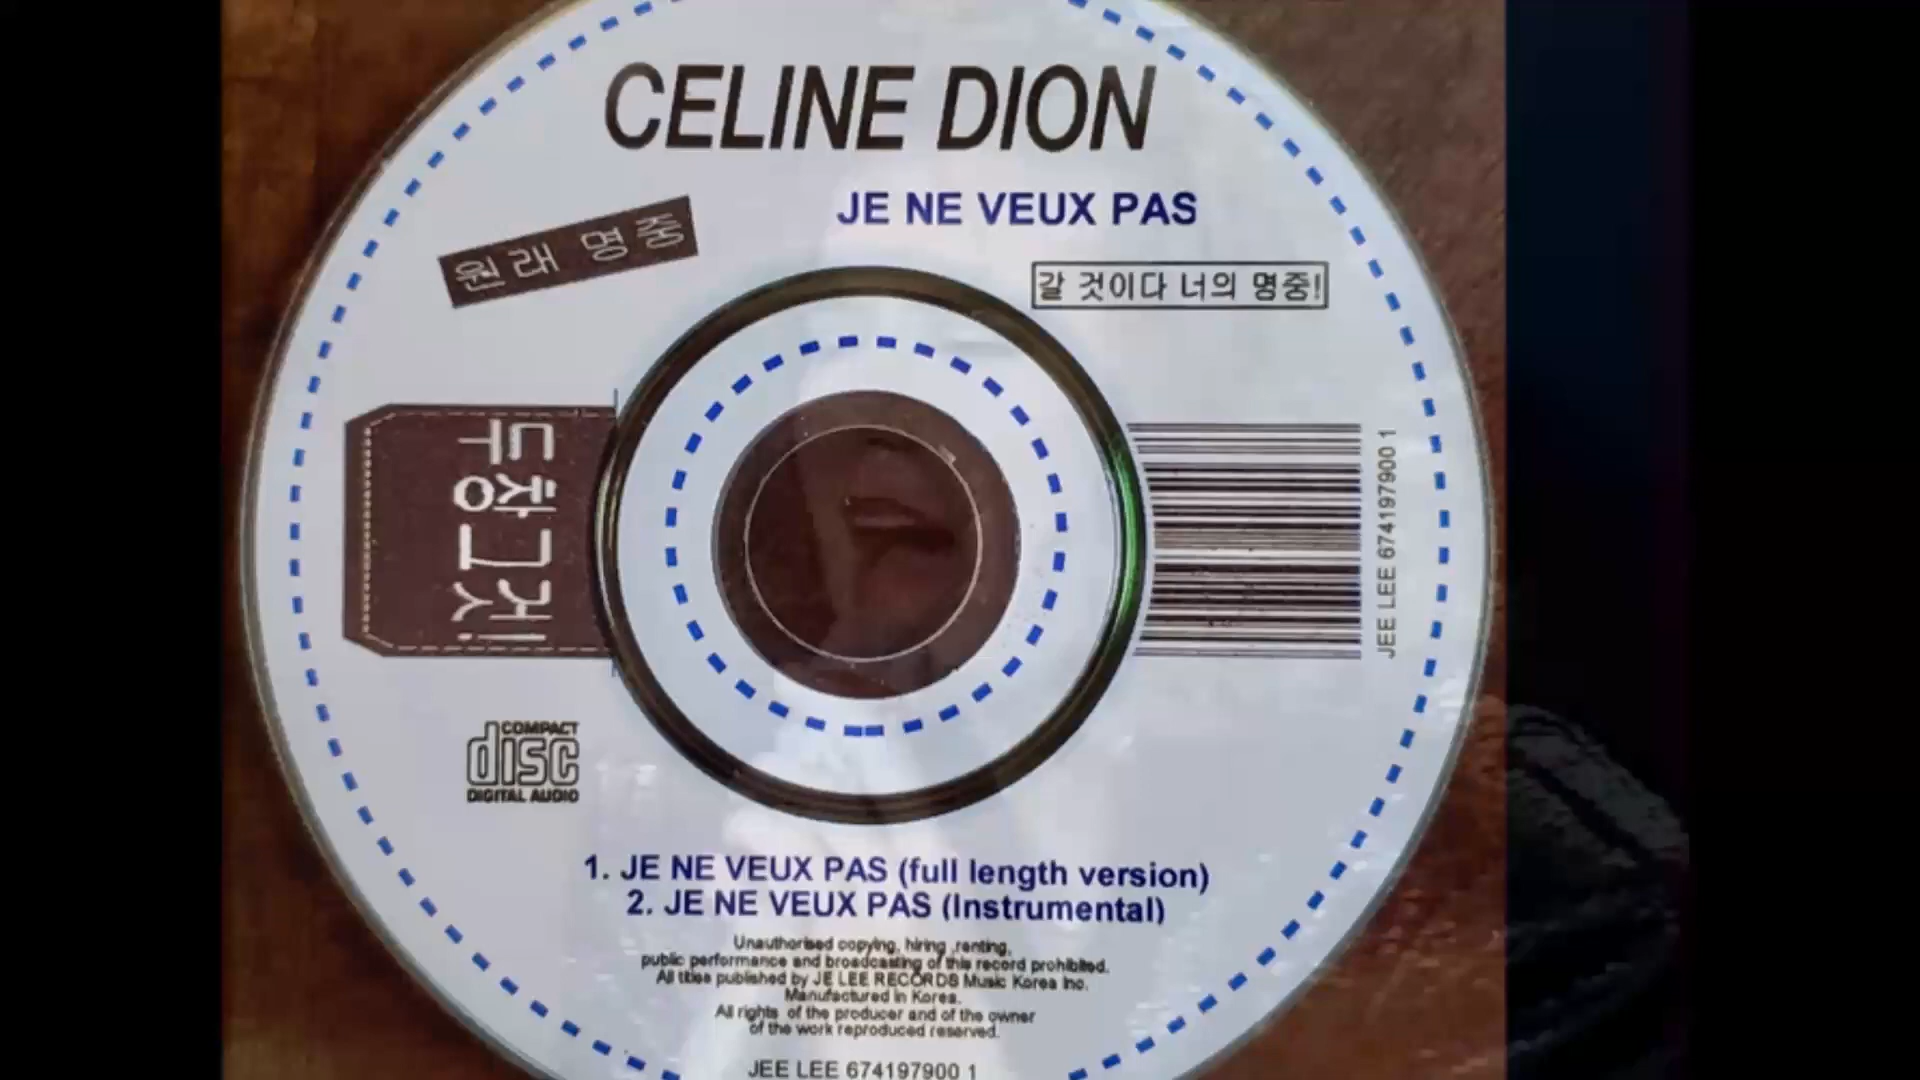 CELINE DION
JE NE VEUX PAS
원래 명중
갈 것이다 너의 명중!
두창그것!
JEE LEE 674197900 1
COMPACT
disc
DIGITAL AUDIO
1. JE NE VEUX PAS (full length version)
2. JE NE VEUX PAS (Instrumental)
Unauthorised copying, hiring ,renting,
public performance and broadcasting of this record prohibited.
All titles published by JE LEE RECORDS Music Korea Inc.
Manufactured in Korea.
All rights of the producer and of the owner
of the work reproduced reserved.
JEE LEE 674197900 1